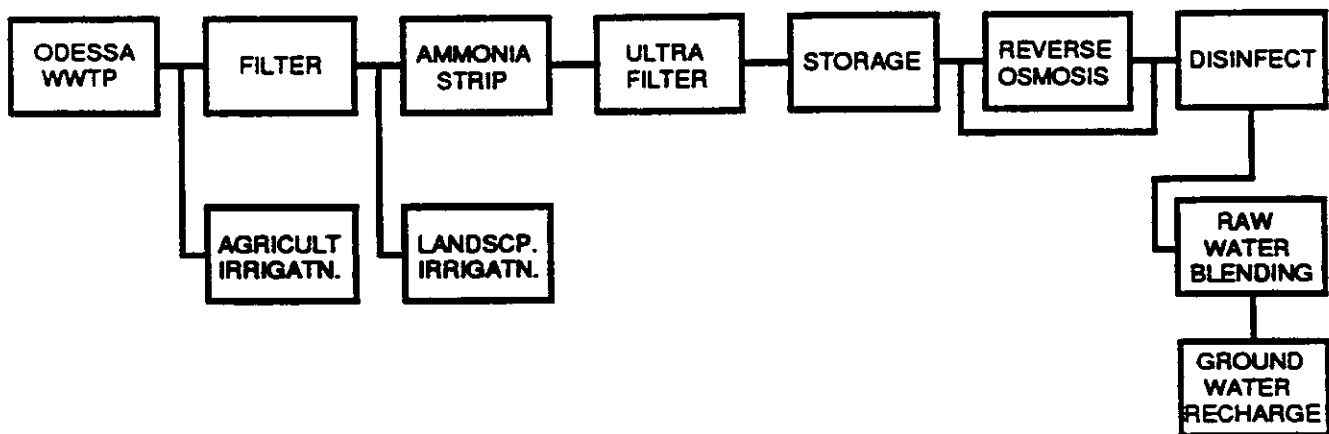 ODESSA
WWTP
FILTER
AMMONIA
STRIP
ULTRA
FILTER
STORAGE
REVERSE
OSMOSIS
DISINFECT
AGRICULT
IRRIGATN.
LANDSCP.
IRRIGATN.
RAW
WATER
BLENDING
GROUND
WATER
RECHARGE